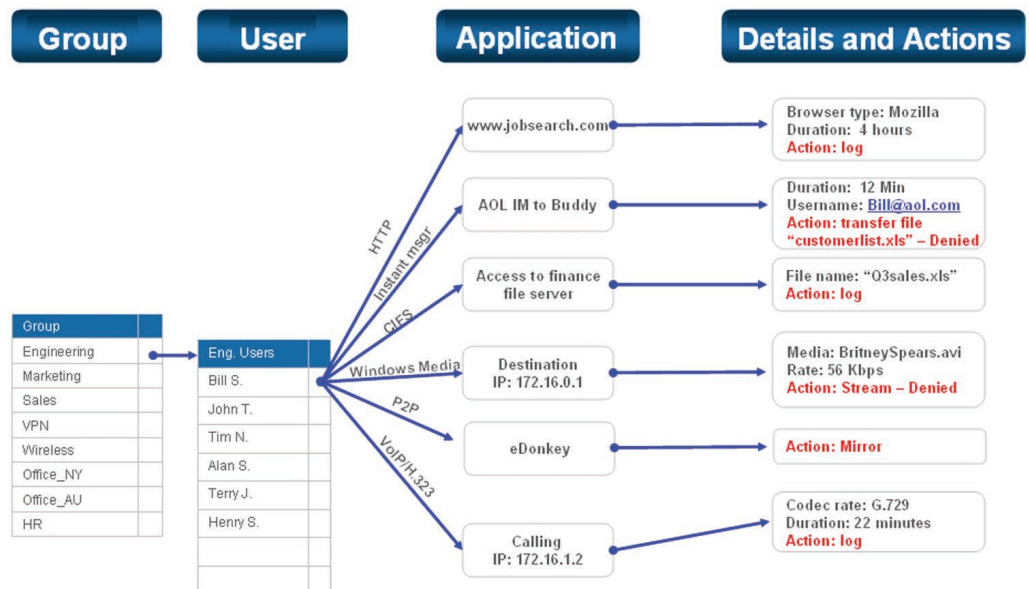 Group
User
Application
Details and Actions
Group
Engineering
Marketing
Sales
VPN
Wireless
Office_NY
Office_AU
HR
Eng. Users
Bill S.
John T.
Tim N.
Alan S.
Terry J.
Henry S.
HTTP
Instant msgr
CIFS
Windows Media
P2P
VoIP/H.323
www.jobsearch.com
AOL IM to Buddy
Access to finance
file server
Destination
IP: 172.16.0.1
eDonkey
Calling
IP: 172.16.1.2
Browser type: Mozilla
Duration: 4 hours
Action: log
Duration: 12 Min
Username: Bill@aol.com
Action: transfer file
“customerlist.xls” – Denied
File name: “Q3sales.xls”
Action: log
Media: BritneySpears.avi
Rate: 56 Kbps
Action: Stream – Denied
Action: Mirror
Codec rate: G.729
Duration: 22 minutes
Action: log